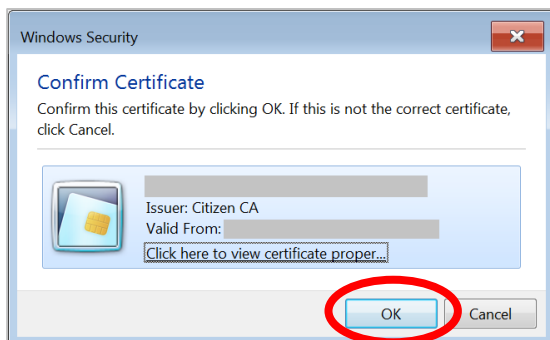 Windows Security
Confirm Certificate
Confirm this certificate by clicking OK. If this is not the correct certificate,
click Cancel.
Issuer: Citizen CA
Valid From:
Click here to view certificate proper...
OK
Cancel